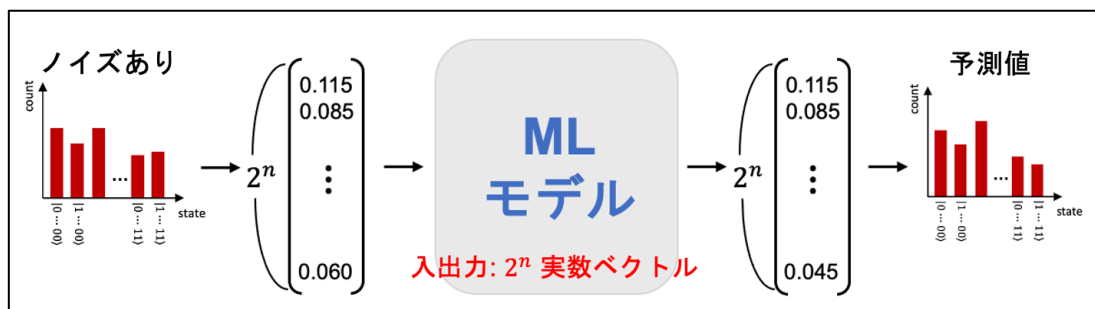 ノイズあり
count
state
|0 ⋯ 00⟩
|1 ⋯ 00⟩
...
|0 ⋯ 11⟩
|1 ⋯ 11⟩
2ⁿ
0.115
0.085
⋮
0.060
ML
モデル
入出力: 2ⁿ 実数ベクトル
2ⁿ
0.115
0.085
⋮
0.045
予測値
count
state
|0 ⋯ 00⟩
|1 ⋯ 00⟩
...
|0 ⋯ 11⟩
|1 ⋯ 11⟩